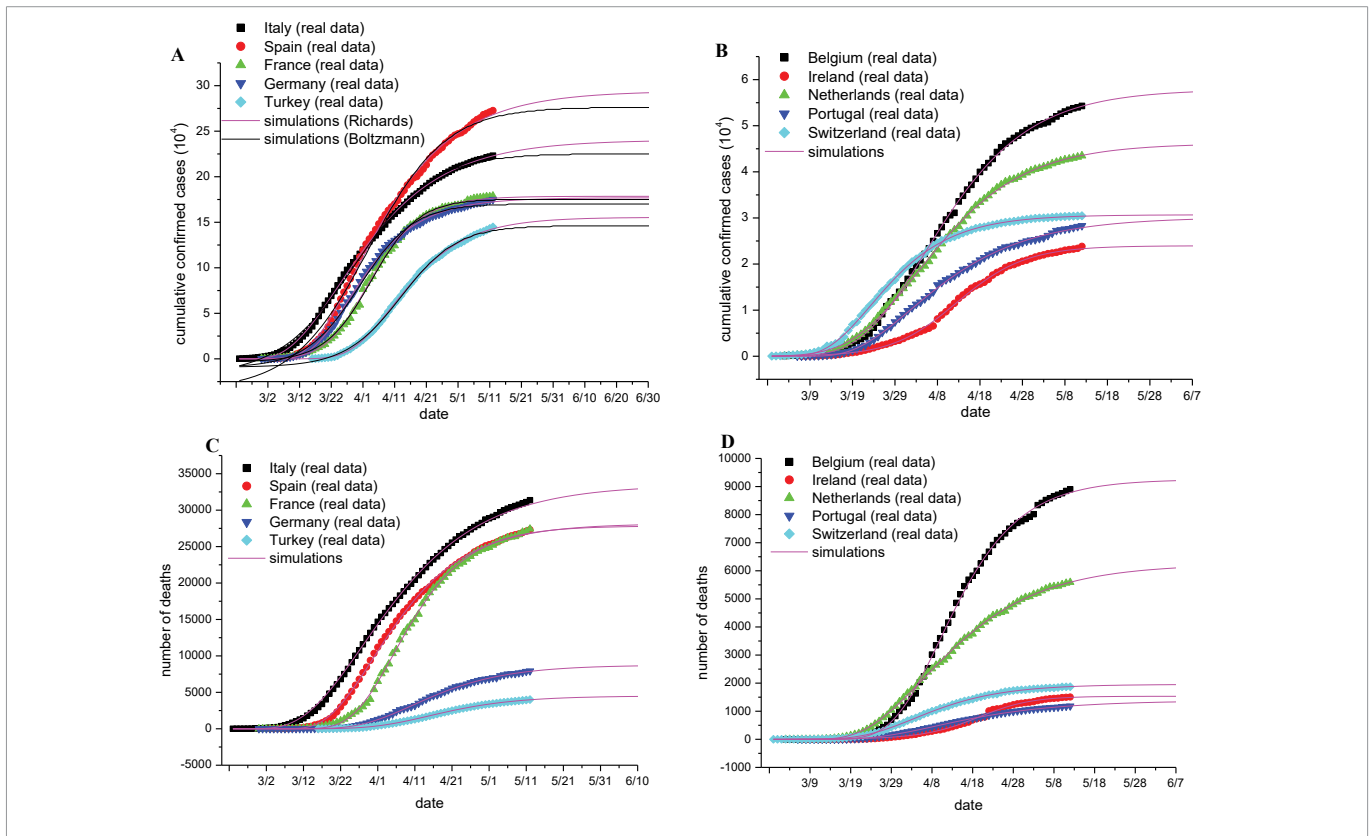 A
Italy (real data)
Spain (real data)
France (real data)
Germany (real data)
Turkey (real data)
simulations (Richards)
simulations (Boltzmann)
30
25
20
15
10
5
0
cumulative confirmed cases (10^4)
3/2 3/12 3/22 4/1 4/11 4/21 5/1 5/11 5/21 5/31 6/10 6/20 6/30
date
B
Belgium (real data)
Ireland (real data)
Netherlands (real data)
Portugal (real data)
Switzerland (real data)
simulations
6
5
4
3
2
1
0
cumulative confirmed cases (10^4)
3/9 3/19 3/29 4/8 4/18 4/28 5/8 5/18 5/28 6/7
date
C
Italy (real data)
Spain (real data)
France (real data)
Germany (real data)
Turkey (real data)
simulations
35000
30000
25000
20000
15000
10000
5000
0
-5000
number of deaths
3/2 3/12 3/22 4/1 4/11 4/21 5/1 5/11 5/21 5/31 6/10
date
D
Belgium (real data)
Ireland (real data)
Netherlands (real data)
Portugal (real data)
Switzerland (real data)
simulations
10000
9000
8000
7000
6000
5000
4000
3000
2000
1000
0
-1000
number of deaths
3/9 3/19 3/29 4/8 4/18 4/28 5/8 5/18 5/28 6/7
date